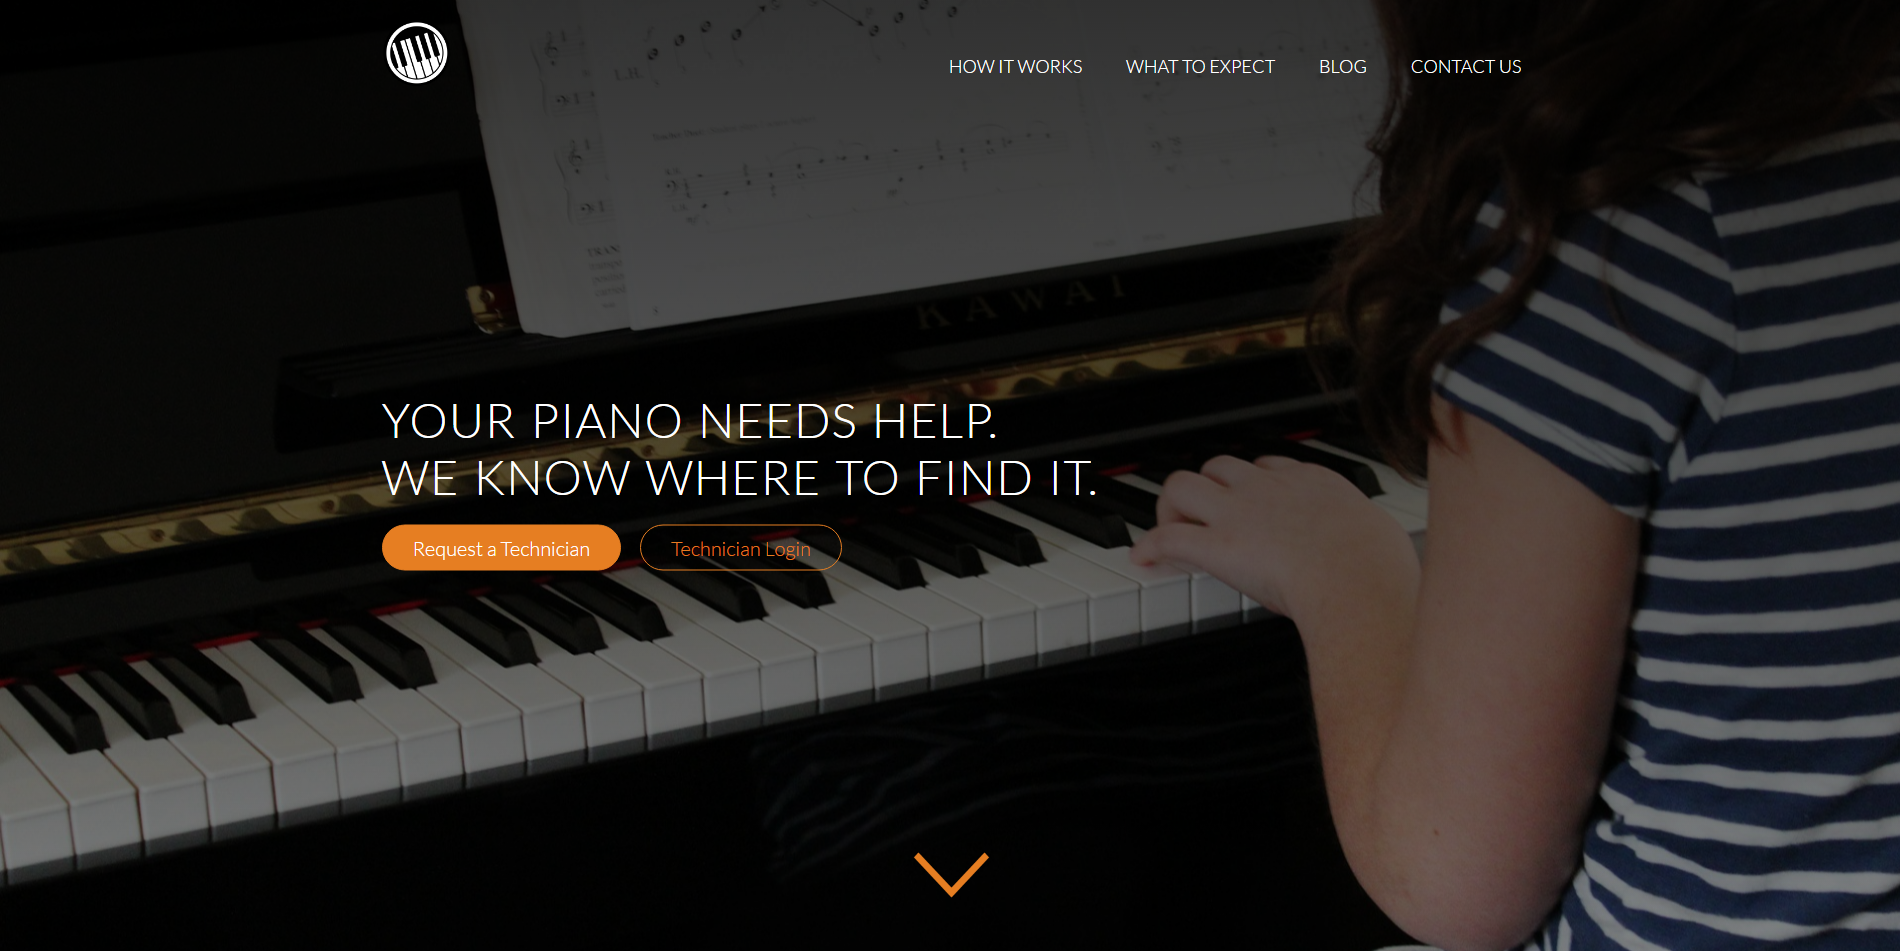 HOW IT WORKS
WHAT TO EXPECT
BLOG
CONTACT US
KAWAI
YOUR PIANO NEEDS HELP.
WE KNOW WHERE TO FIND IT.
Request a Technician
Technician Login